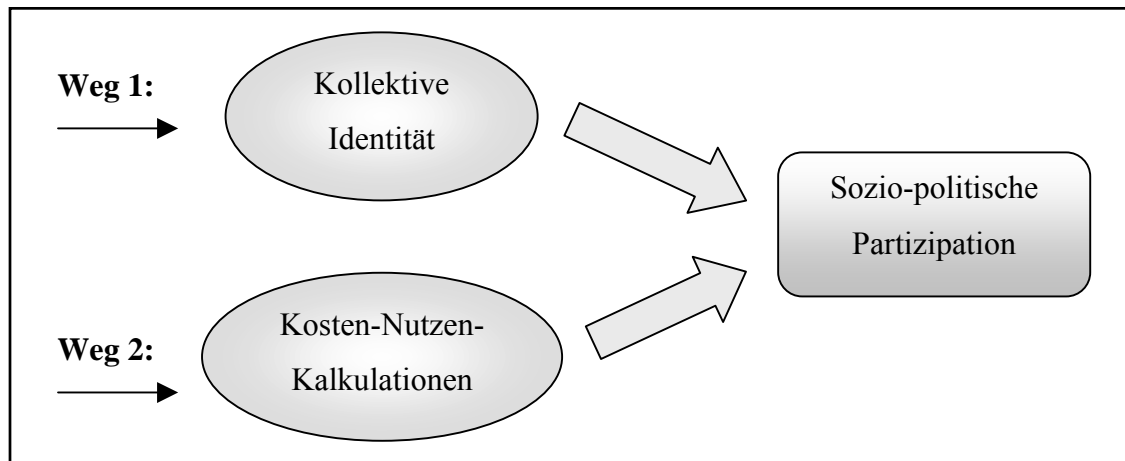 Weg 1:
Kollektive
Identität
Sozio-politische
Partizipation
Weg 2:
Kosten-Nutzen-
Kalkulationen